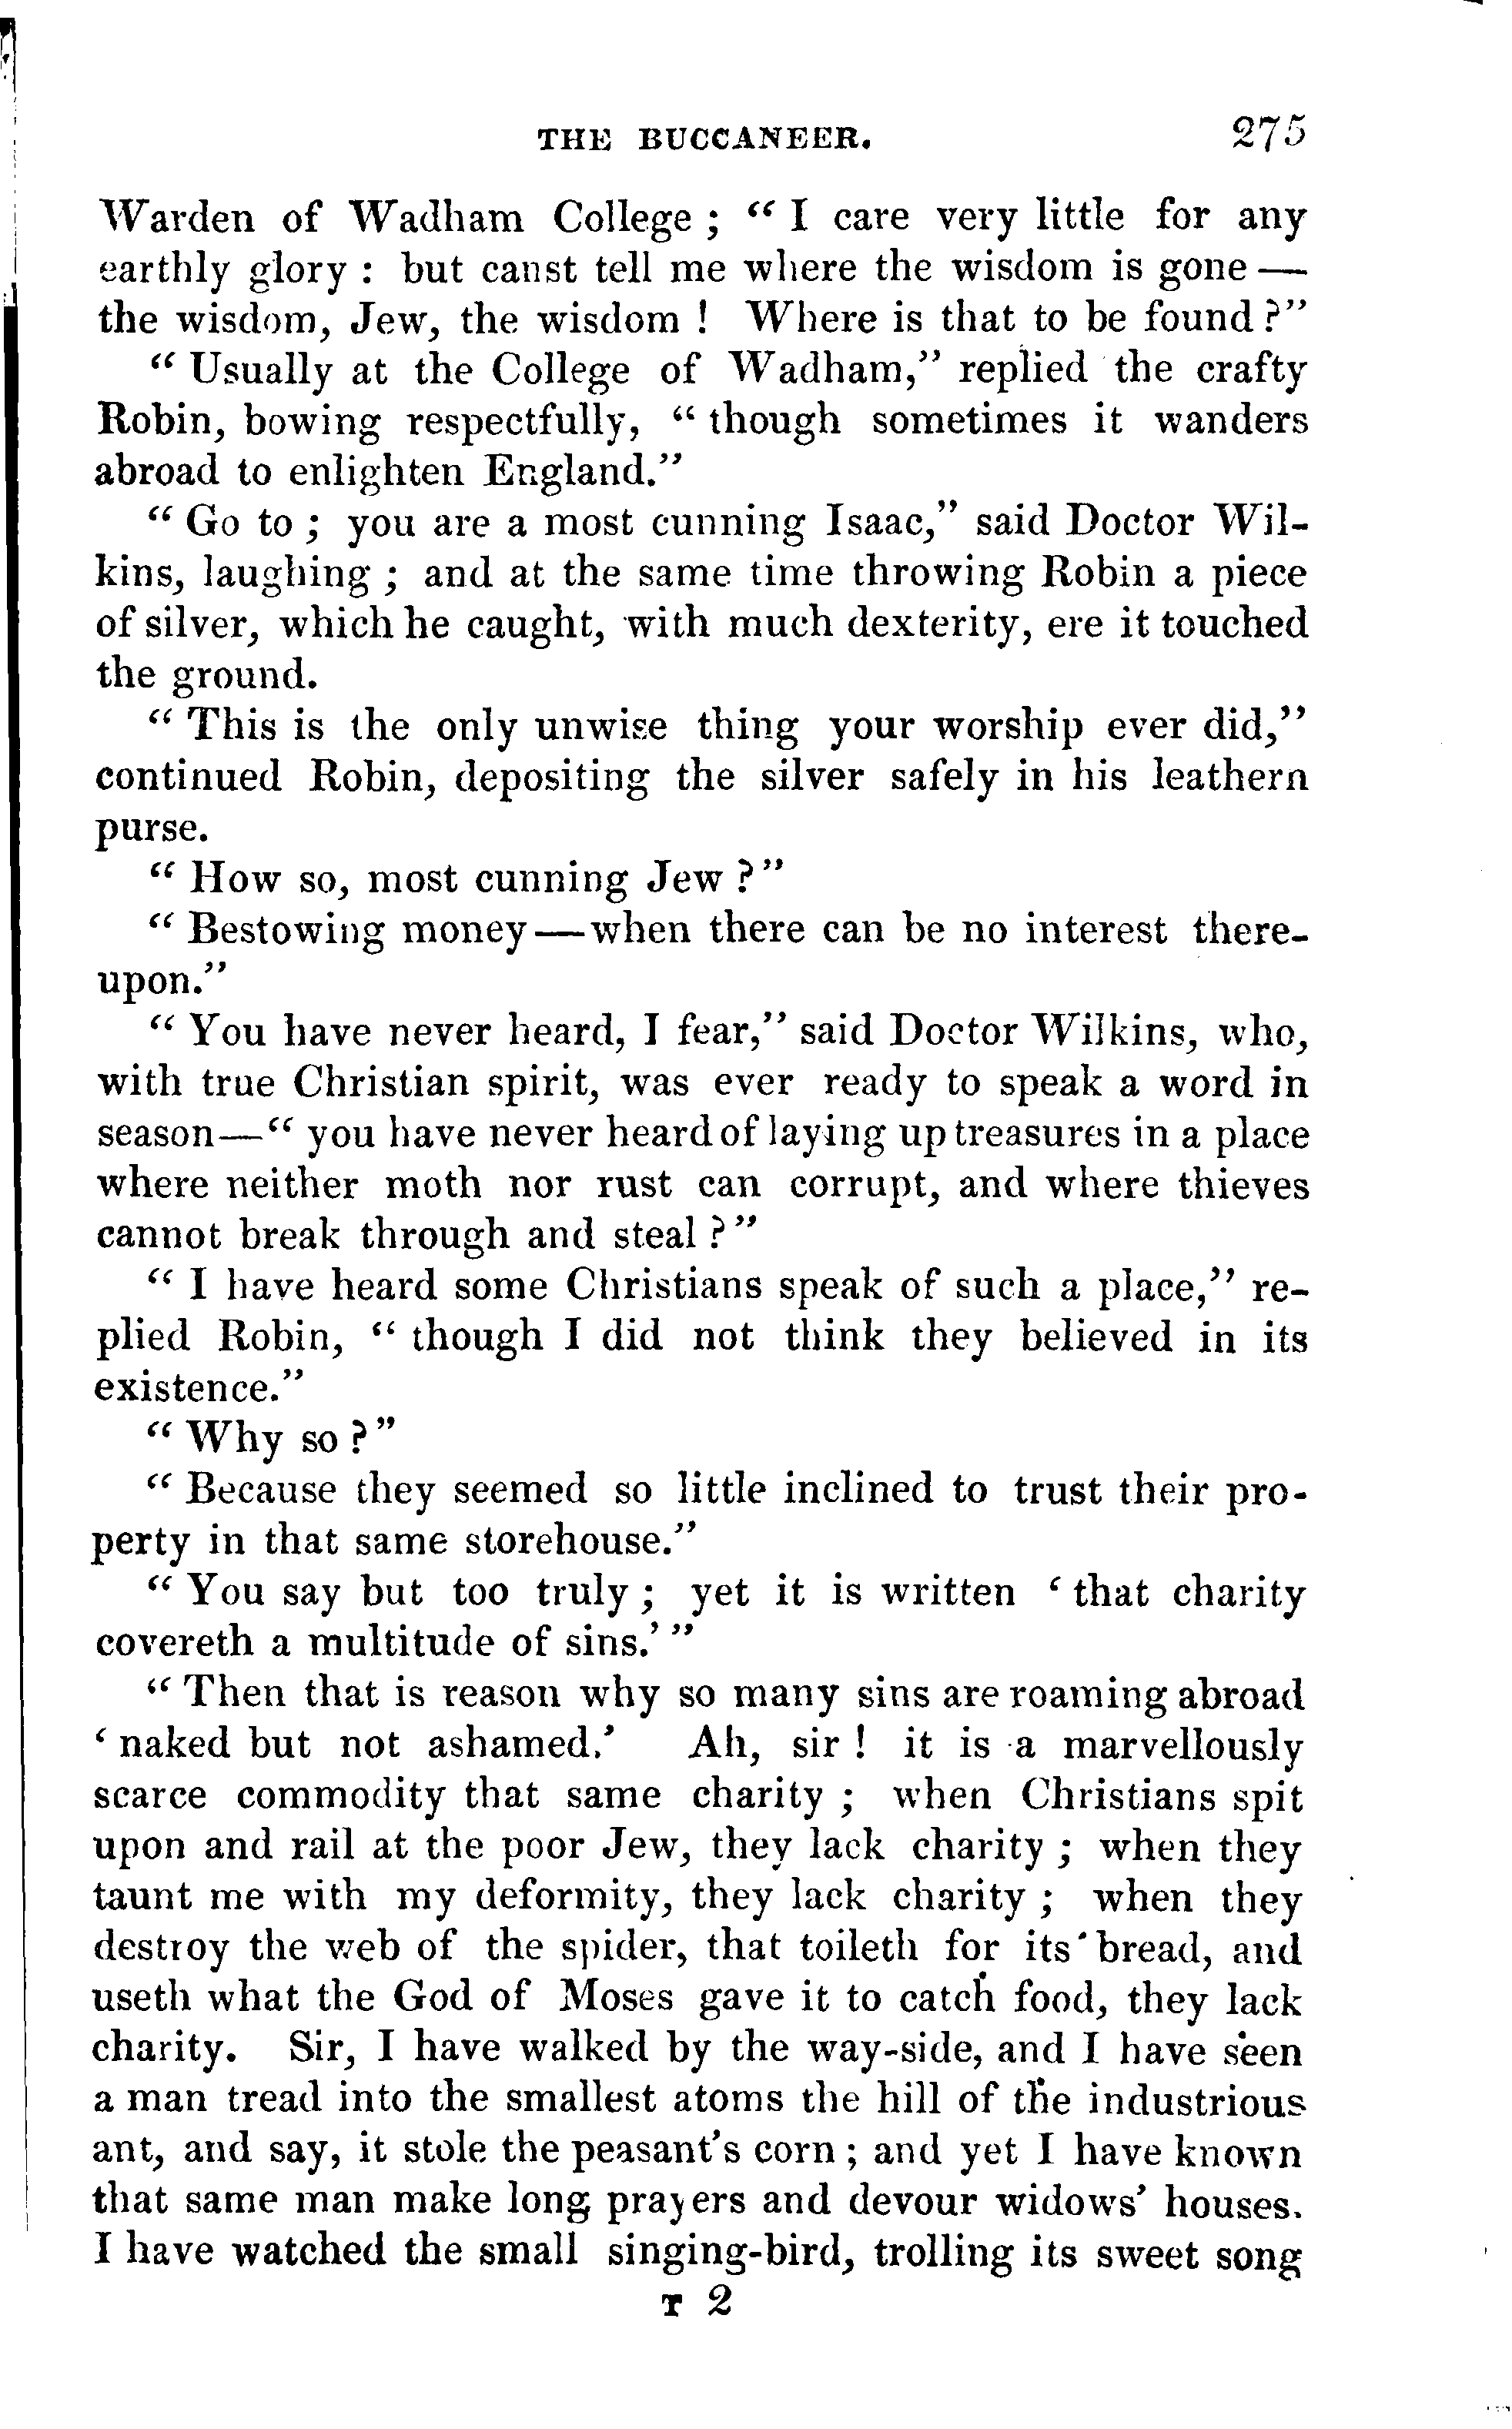 THE BUCCANEER. 275
Warden of Wadham College ; “ I care very little for any
earthly glory : but canst tell me where the wisdom is gone —
the wisdom, Jew, the wisdom ! Where is that to be found ?”
“ Usually at the College of Wadham,” replied the crafty
Robin, bowing respectfully, “ though sometimes it wanders
abroad to enlighten England.”
“ Go to ; you are a most cunning Isaac,” said Doctor Wil-
kins, laughing ; and at the same time throwing Robin a piece
of silver, which he caught, with much dexterity, ere it touched
the ground.
“ This is the only unwise thing your worship ever did,”
continued Robin, depositing the silver safely in his leathern
purse.
“ How so, most cunning Jew ?”
“ Bestowing money—when there can be no interest there-
upon.”
“ You have never heard, I fear,” said Doctor Wilkins, who,
with true Christian spirit, was ever ready to speak a word in
season—“ you have never heard of laying up treasures in a place
where neither moth nor rust can corrupt, and where thieves
cannot break through and steal ?”
“ I have heard some Christians speak of such a place,” re-
plied Robin, “ though I did not think they believed in its
existence.”
“ Why so ?”
“ Because they seemed so little inclined to trust their pro-
perty in that same storehouse.”
“ You say but too truly ; yet it is written ‘ that charity
covereth a multitude of sins.’ ”
“ Then that is reason why so many sins are roaming abroad
‘ naked but not ashamed.’ Ah, sir ! it is a marvellously
scarce commodity that same charity ; when Christians spit
upon and rail at the poor Jew, they lack charity ; when they
taunt me with my deformity, they lack charity ; when they
destroy the web of the spider, that toileth for its bread, and
useth what the God of Moses gave it to catch food, they lack
charity. Sir, I have walked by the way-side, and I have seen
a man tread into the smallest atoms the hill of the industrious
ant, and say, it stole the peasant’s corn ; and yet I have known
that same man make long prayers and devour widows’ houses.
I have watched the small singing-bird, trolling its sweet song
T 2